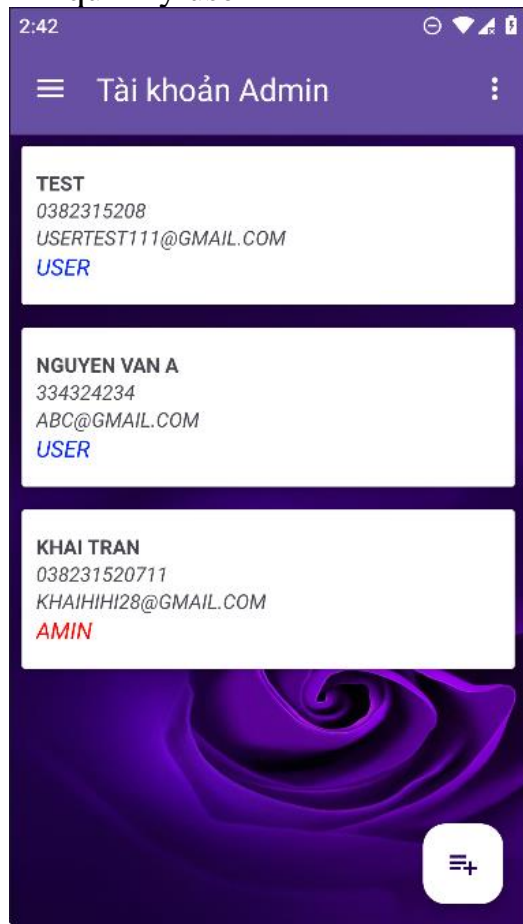 2:42
Tài khoản Admin
TEST
0382315208
USERTEST111@GMAIL.COM
USER
NGUYEN VAN A
334324234
ABC@GMAIL.COM
USER
KHAI TRAN
038231520711
KHAIHIHI28@GMAIL.COM
AMIN